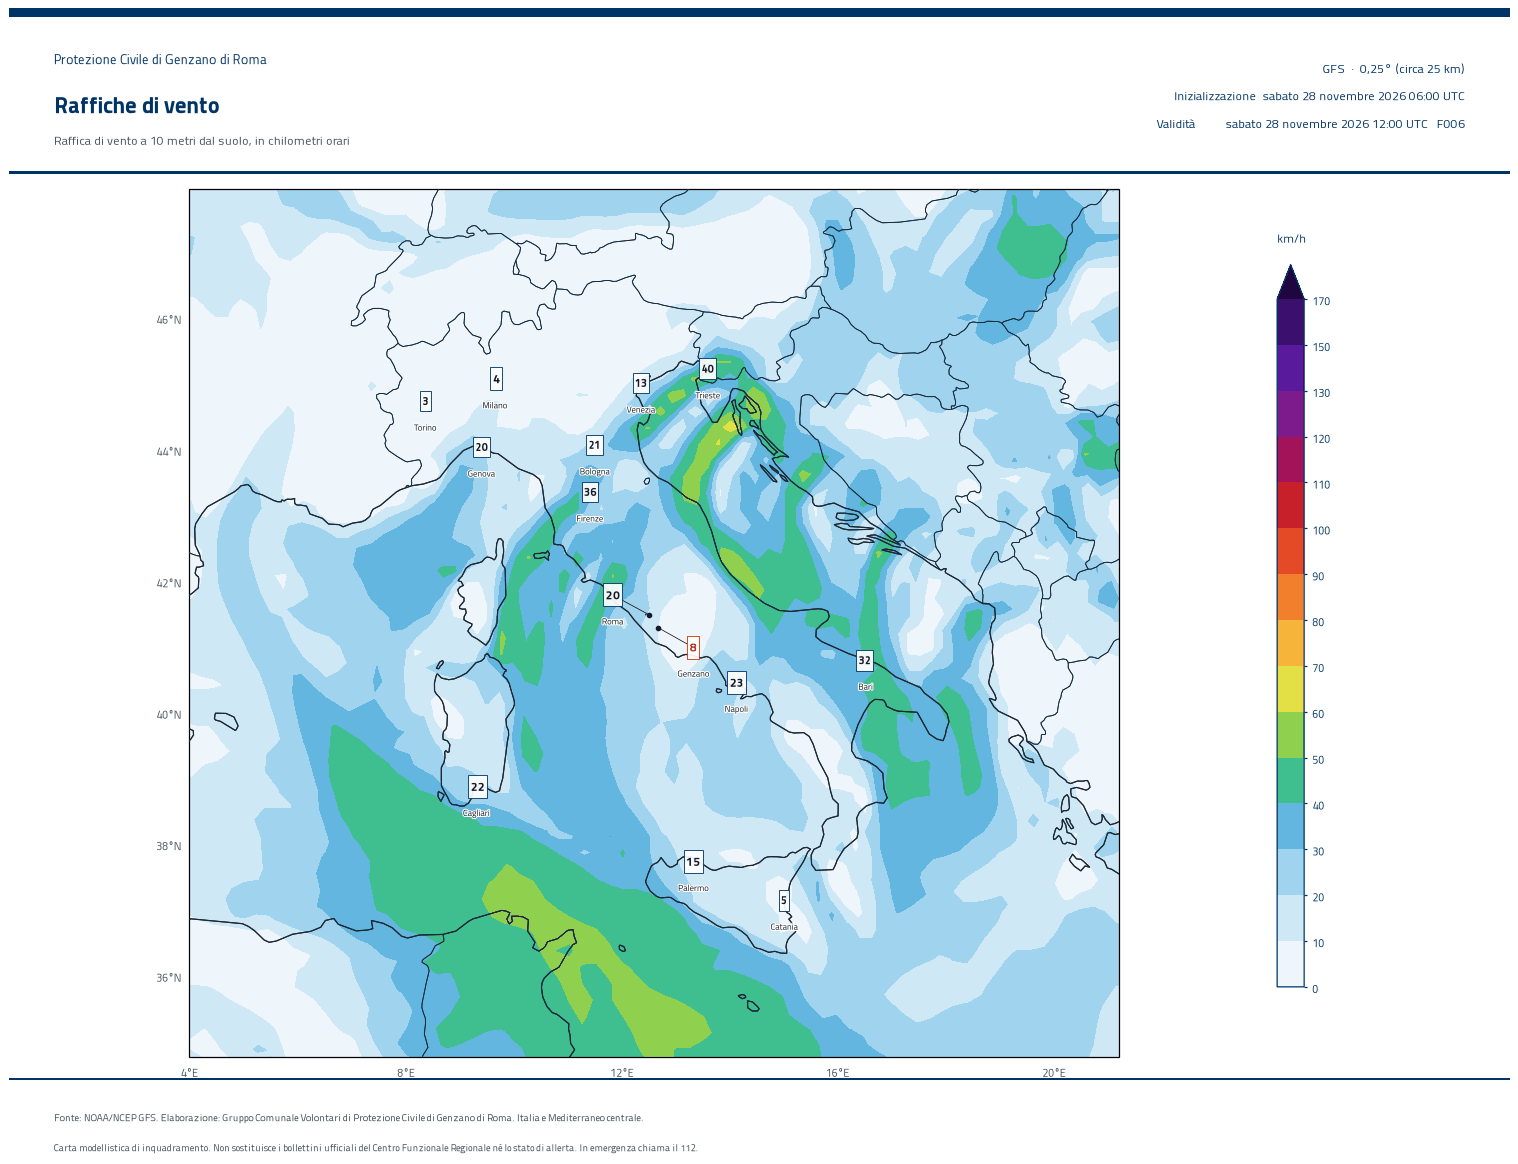 Protezione Civile di Genzano di Roma
Raffiche di vento
Raffica di vento a 10 metri dal suolo, in chilometri orari
GFS · 0,25° (circa 25 km)
Inizializzazione sabato 28 novembre 2026 06:00 UTC
Validità sabato 28 novembre 2026 12:00 UTC F006
km/h
170
150
130
120
110
100
90
80
70
60
50
40
30
20
10
0
46°N
44°N
42°N
40°N
38°N
36°N
4°E
8°E
12°E
16°E
20°E
40
Trieste
13
Venezia
4
Milano
3
Torino
20
Genova
21
Bologna
36
Firenze
20
Roma
8
Genzano
23
Napoli
32
Bari
22
Cagliari
15
Palermo
5
Catania
Fonte: NOAA/NCEP GFS. Elaborazione: Gruppo Comunale Volontari di Protezione Civile di Genzano di Roma. Italia e Mediterraneo centrale.
Carta modellistica di inquadramento. Non sostituisce i bollettini ufficiali del Centro Funzionale Regionale né lo stato di allerta. In emergenza chiama il 112.